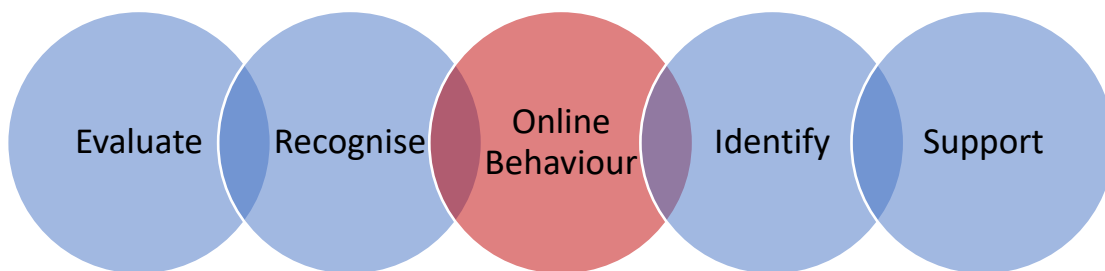 Evaluate
Recognise
Online
Behaviour
Identify
Support